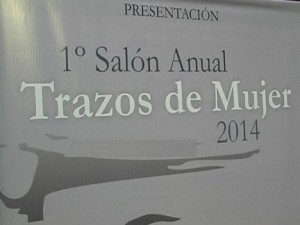 PRESENTACIÓN
1º Salón Anual
Trazos de Mujer
2014